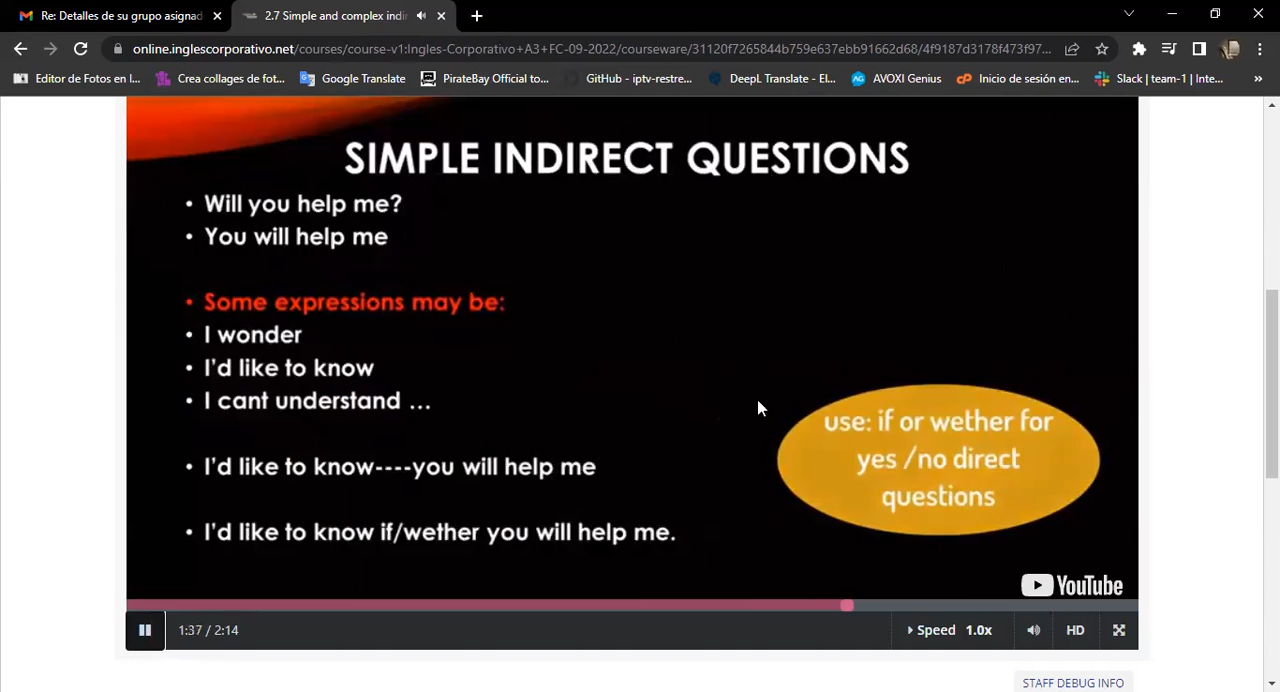 Re: Detalles de su grupo asignad
2.7 Simple and complex indir
online.inglescorporativo.net/courses/course-v1:Ingles-Corporativo+A3+FC-09-2022/courseware/31120f7265844b759e637ebb91662d68/4f9187d3178f473f97...
Editor de Fotos en l...
Crea collages de fot...
Google Translate
PirateBay Official to...
GitHub - iptv-restre...
DeepL Translate - El...
AVOXI Genius
Inicio de sesión en...
Slack | team-1 | Inte...
»
SIMPLE INDIRECT QUESTIONS
• Will you help me?
• You will help me
• Some expressions may be:
• I wonder
• I'd like to know
• I cant understand ...
• I'd like to know----you will help me
• I'd like to know if/wether you will help me.
use: if or wether for
yes /no direct
questions
YouTube
1:37 / 2:14
Speed 1.0x
HD
STAFF DEBUG INFO